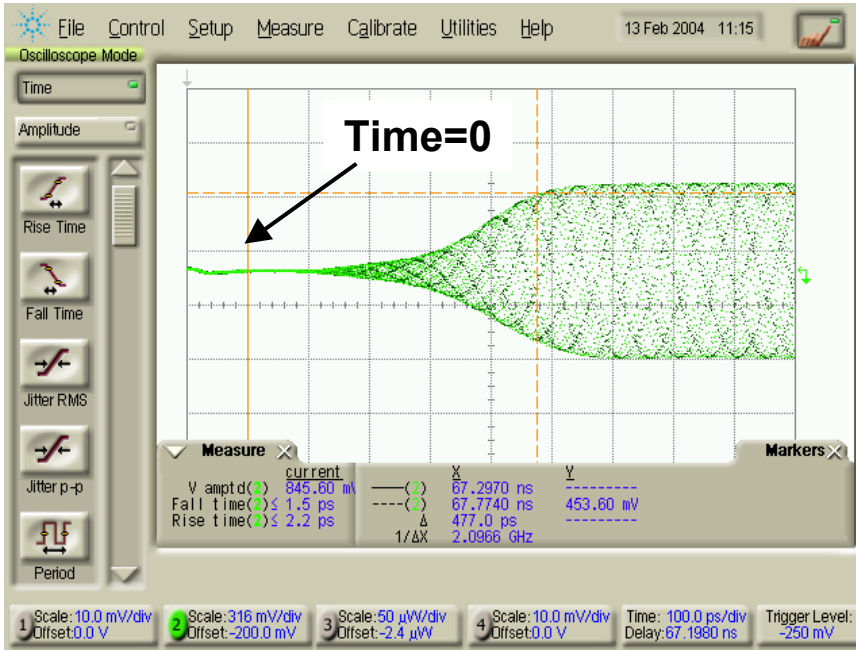 File Control Setup Measure Calibrate Utilities Help 13 Feb 2004 11:15
Oscilloscope Mode
Time
Amplitude
Time=0
Rise Time
Fall Time
Jitter RMS
Jitter p-p
Period
Measure Markers
current X Y
V amptd(2) 845.60 mV ——(2) 67.2970 ns ---------
Fall time(2)≤ 1.5 ps ----(2) 67.7740 ns 453.60 mV
Rise time(2)≤ 2.2 ps Δ 477.0 ps ---------
1/ΔX 2.0966 GHz
1 Scale:10.0 mV/div 2 Scale:316 mV/div 3 Scale:50 µW/div 4 Scale:10.0 mV/div Time: 100.0 ps/div Trigger Level:
Offset:0.0 V Offset:-200.0 mV Offset:-2.4 µW Offset:0.0 V Delay:67.1980 ns -250 mV